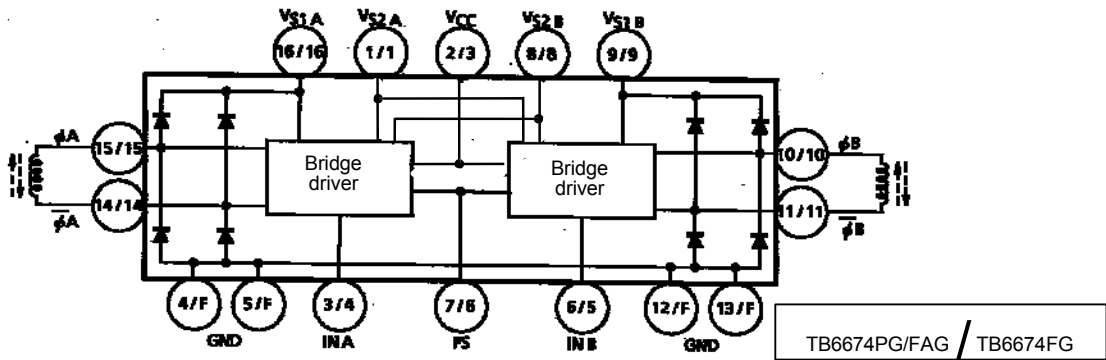 VS1 A VS2 A VCC VS2 B VS1 B
16/16 1/1 2/3 8/8 9/9
ϕA 15/15 Bridge driver Bridge driver 10/10 ϕB
ϕ̅A 14/14 11/11 ϕ̅B
4/F 5/F 3/4 7/6 6/5 12/F 13/F
GND IN A PS IN B GND
TB6674PG/FAG / TB6674FG